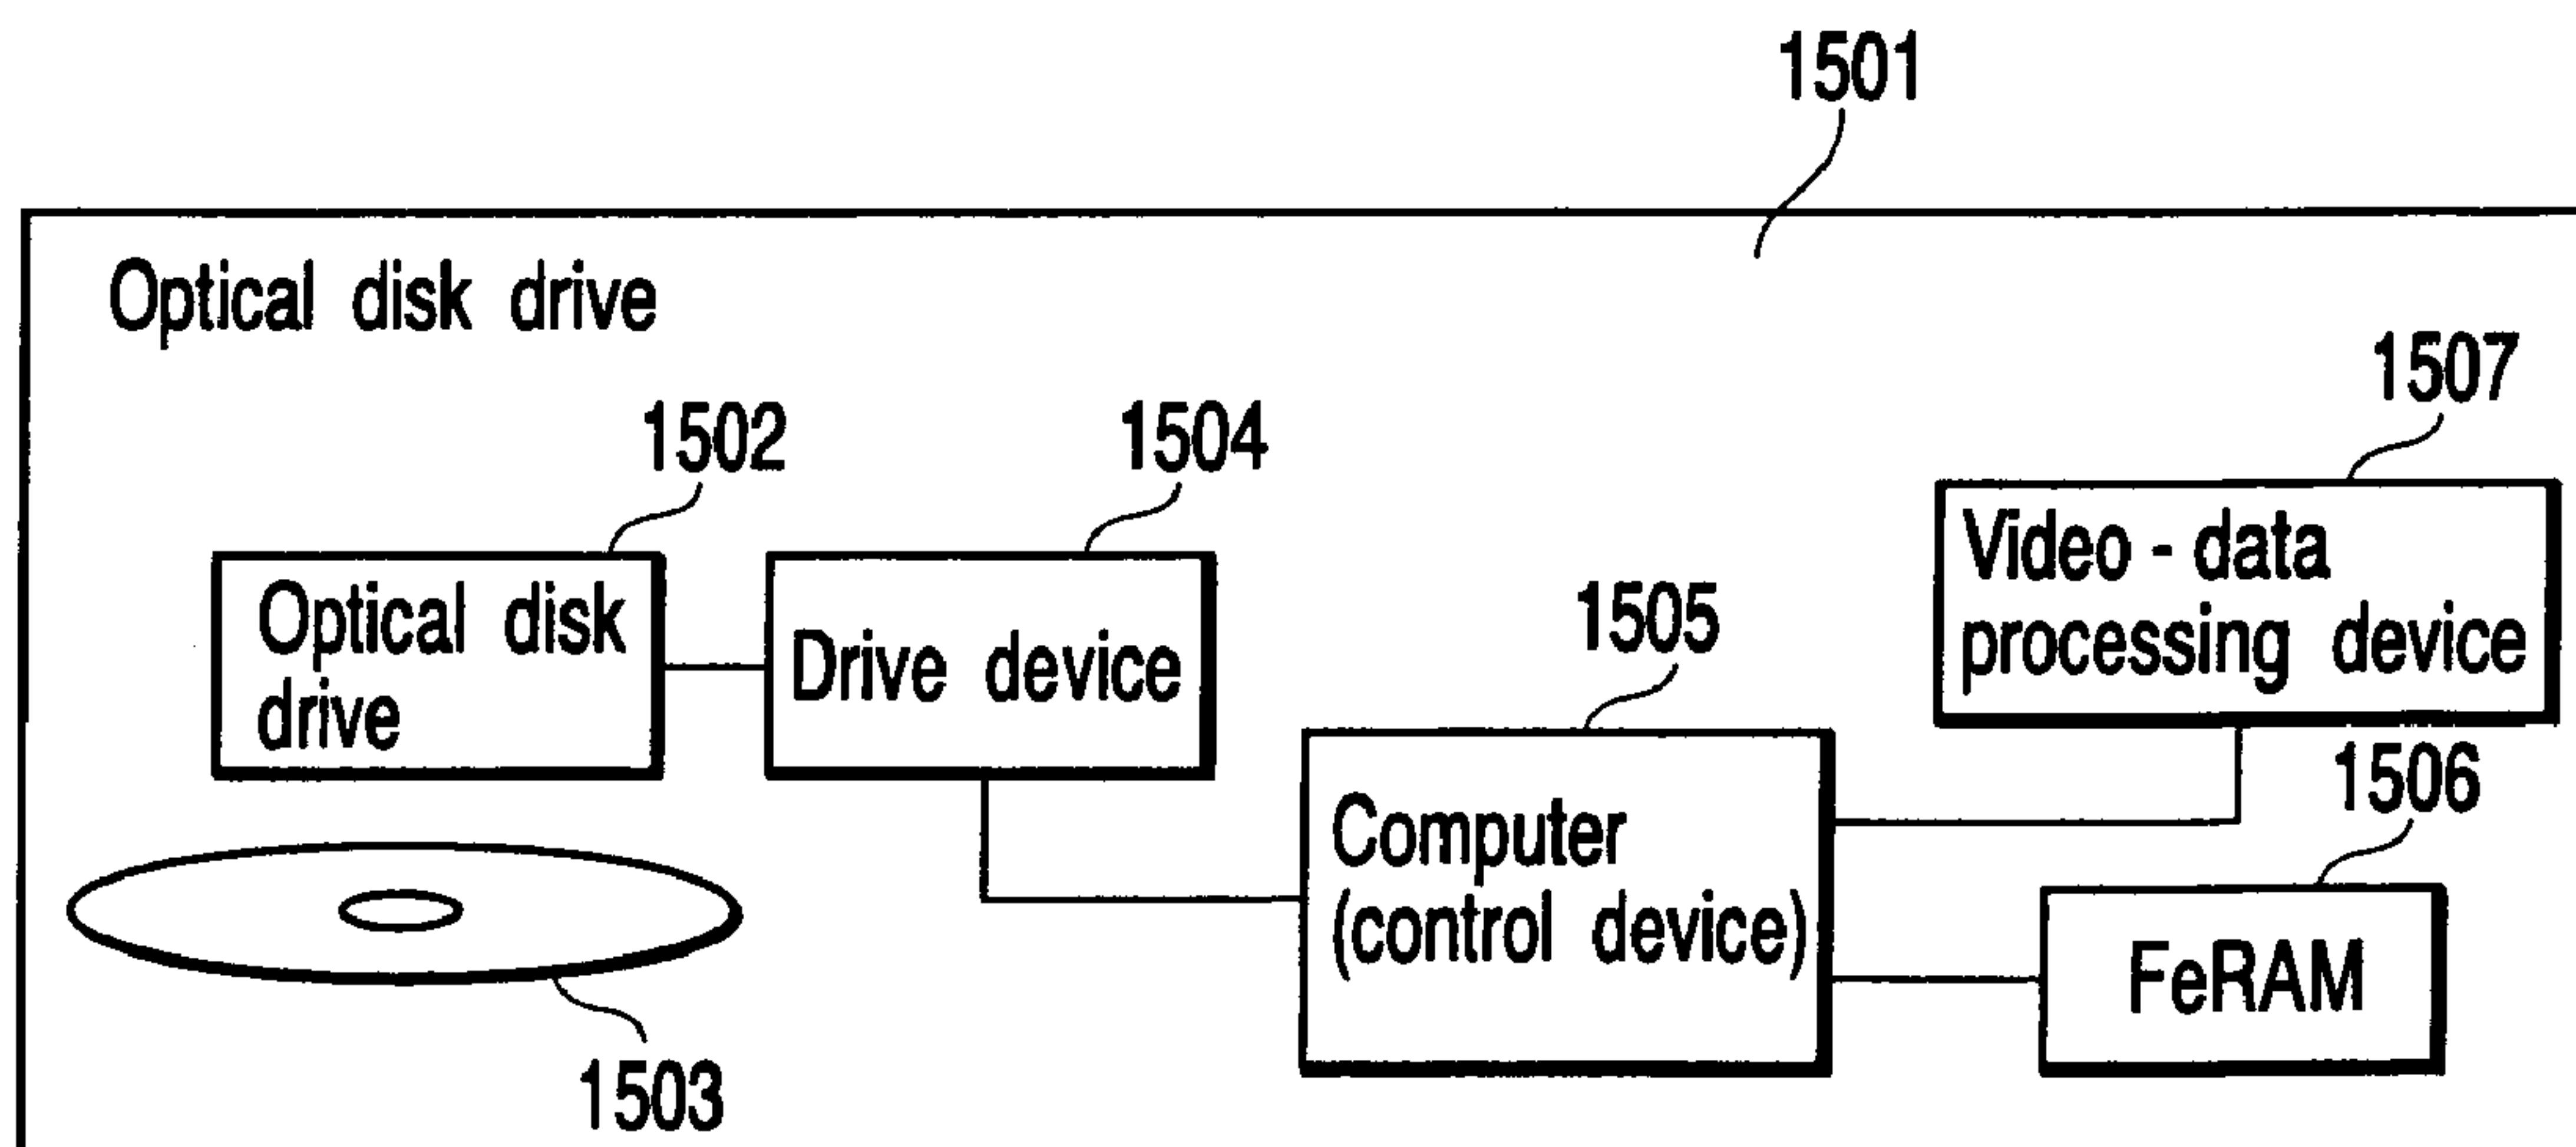 1501
Optical disk drive
1507
1502
1504
Video - data
processing device
1505
Optical disk
drive
Drive device
1506
Computer
(control device)
FeRAM
1503